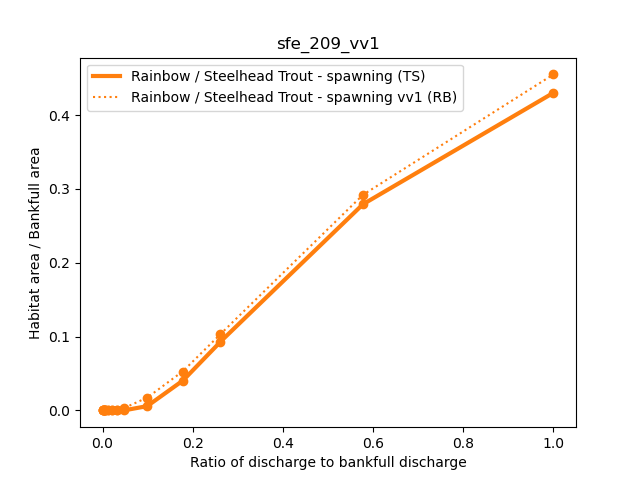 sfe_209_vv1
Rainbow / Steelhead Trout - spawning (TS)
Rainbow / Steelhead Trout - spawning vv1 (RB)
Habitat area / Bankfull area
0.4
0.3
0.2
0.1
0.0
0.0 0.2 0.4 0.6 0.8 1.0
Ratio of discharge to bankfull discharge